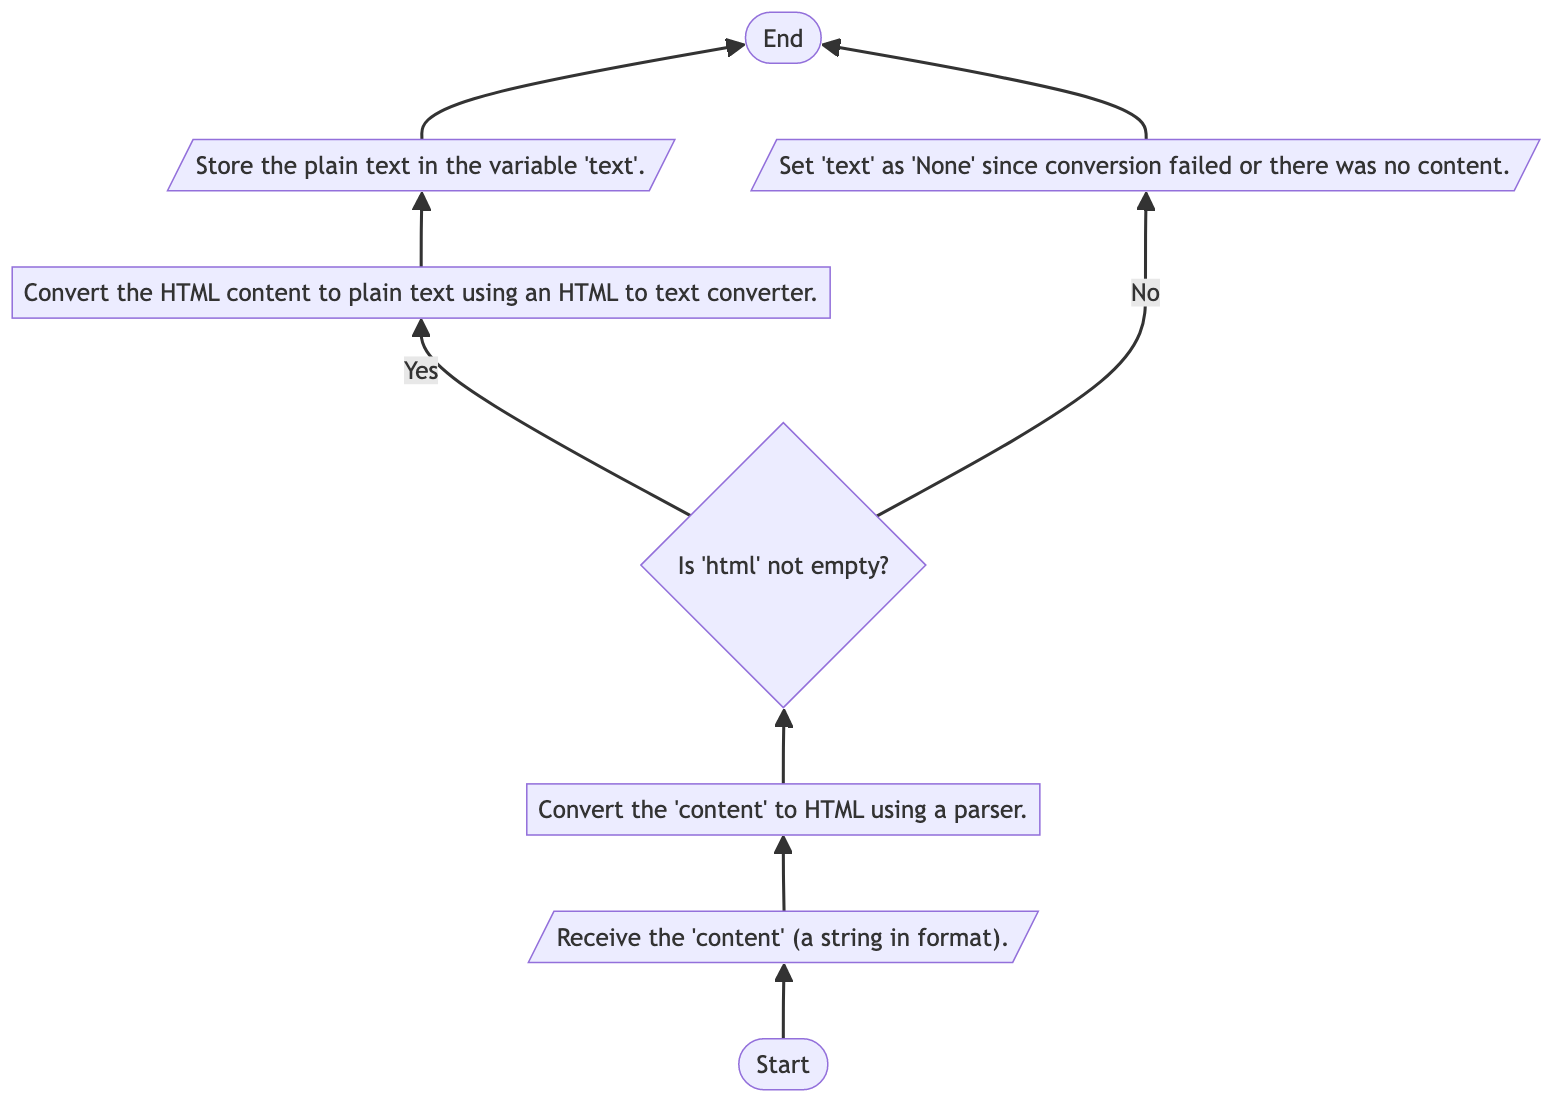 End
Store the plain text in the variable 'text'.
Set 'text' as 'None' since conversion failed or there was no content.
Convert the HTML content to plain text using an HTML to text converter.
No
Yes
Is 'html' not empty?
Convert the 'content' to HTML using a parser.
Receive the 'content' (a string in format).
Start